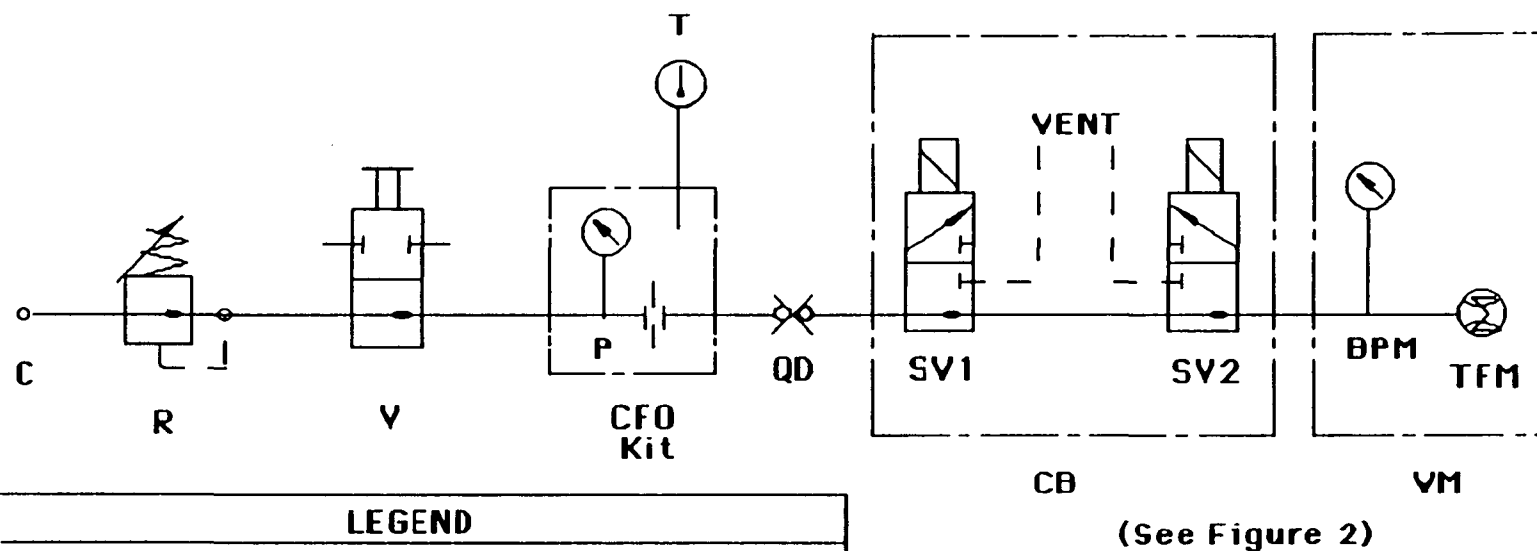 T
VENT
P
BPM
C
QD
SV1
SV2
TFM
R
V
CFO
Kit
CB
VM
LEGEND
(See Figure 2)